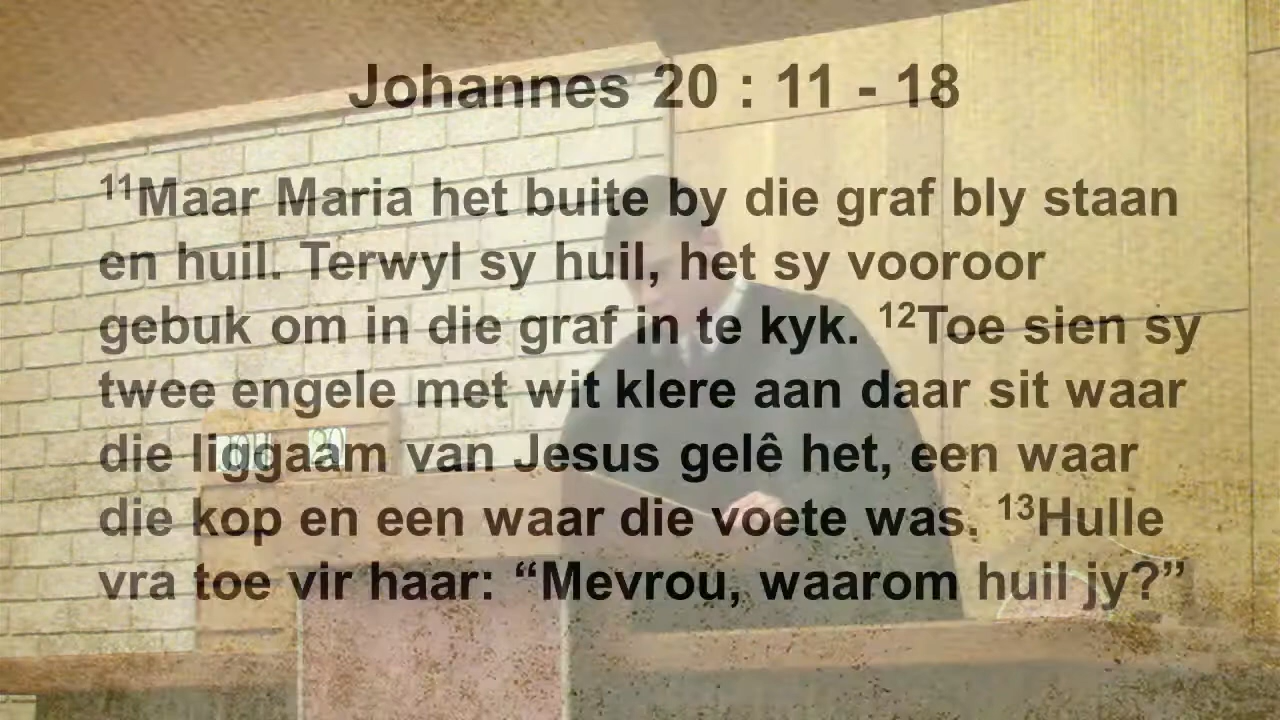 Johannes 20 : 11 - 18
¹¹Maar Maria het buite by die graf bly staan
en huil. Terwyl sy huil, het sy vooroor
gebuk om in die graf in te kyk. ¹²Toe sien sy
twee engele met wit klere aan daar sit waar
die liggaam van Jesus gelê het, een waar
die kop en een waar die voete was. ¹³Hulle
vra toe vir haar: “Mevrou, waarom huil jy?”